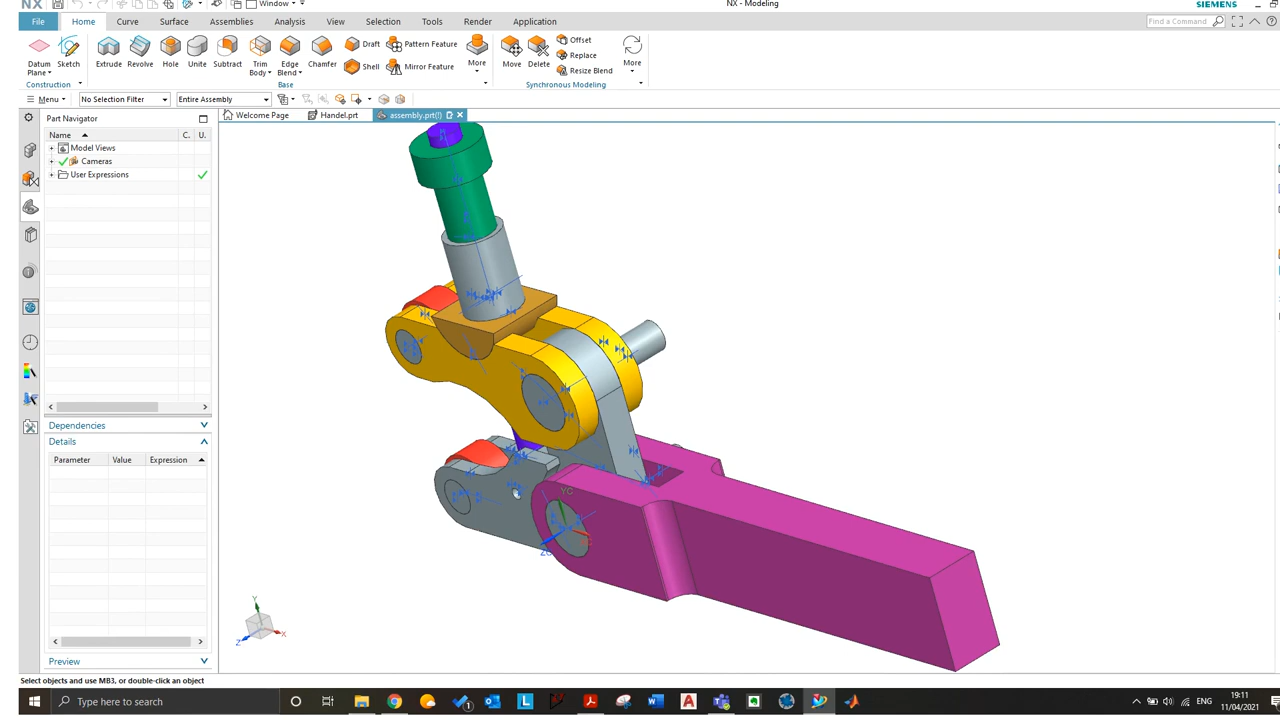 NX
Window
NX - Modeling
SIEMENS
File Home Curve Surface Assemblies Analysis View Selection Tools Render Application
Find a Command
Datum Plane
Sketch
Extrude
Revolve
Hole
Unite
Subtract
Trim Body
Edge Blend
Chamfer
Draft
Shell
Pattern Feature
Mirror Feature
More
Move
Delete
Offset
Replace
Resize Blend
More
Construction
Base
Synchronous Modeling
Menu
No Selection Filter
Entire Assembly
Part Navigator
Welcome Page
Handel.prt
assembly.prt(!)
Name C. U.
Model Views
Cameras
User Expressions
Dependencies
Details
Parameter Value Expression
Preview
YC
Y
Z
X
Select objects and use MB3, or double-click an object
Type here to search
ENG
19:11
11/04/2021